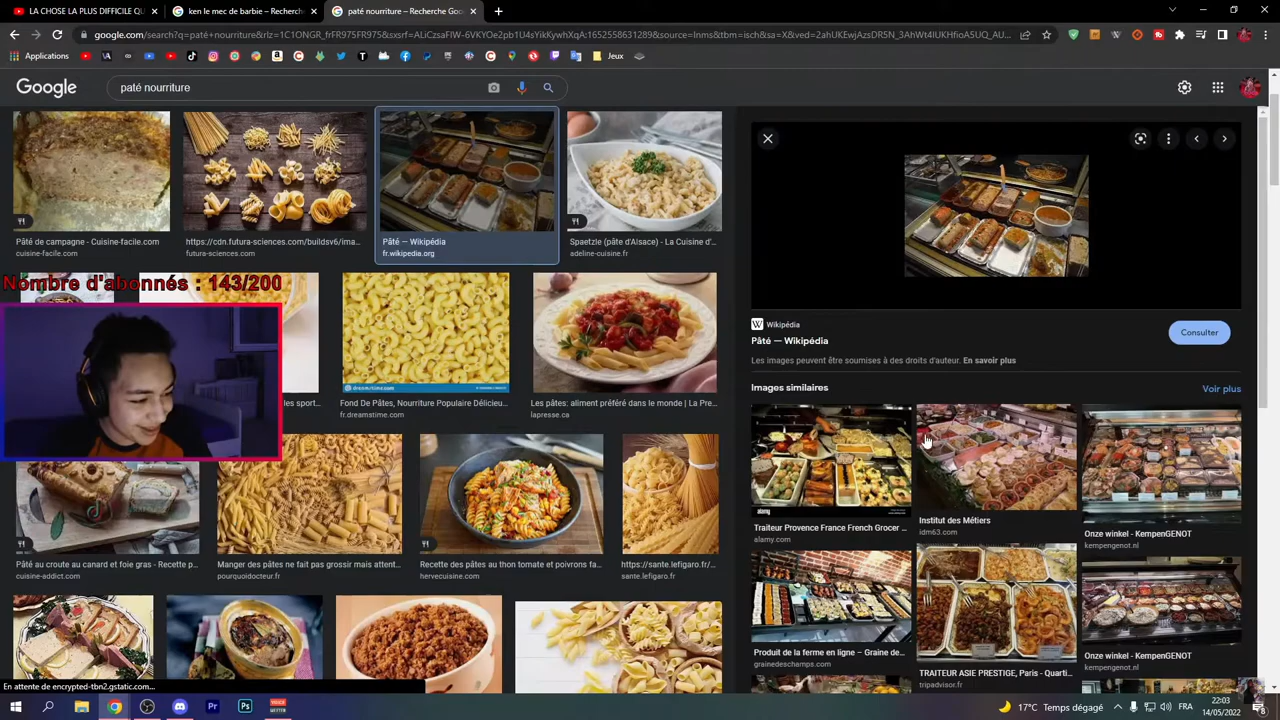 LA CHOSE LA PLUS DIFFICILE QU
ken le mec de barbie – Recherche
paté nourriture – Recherche Goo
google.com/search?q=paté+nourriture&rlz=1C1ONGR_frFR975FR975&sxsrf=ALiCzsaFIW-6VKYOe2pb1U4sYikKywhXqA:1652558631289&source=lnms&tbm=isch&sa=X&ved=2ahUKEwjAzsDR5N_3AhWt4IUKHfioA5UQ_AU...
Applications
Jeux
Google
paté nourriture
Pâté de campagne - Cuisine-facile.com
cuisine-facile.com
https://cdn.futura-sciences.com/buildsv6/ima...
futura-sciences.com
Pâté — Wikipédia
fr.wikipedia.org
Spaetzle (pâte d'Alsace) - La Cuisine d'...
adeline-cuisine.fr
Nombre d'abonnés : 143/200
les sport...
dreamstime.com
Fond De Pâtes, Nourriture Populaire Délicieu...
fr.dreamstime.com
Les pâtes: aliment préféré dans le monde | La Pre...
lapresse.ca
Pâté au croute au canard et foie gras - Recette p...
cuisine-addict.com
Manger des pâtes ne fait pas grossir mais attent...
pourquoidocteur.fr
Recette des pâtes au thon tomate et poivrons fa...
hervecuisine.com
https://sante.lefigaro.fr/...
sante.lefigaro.fr
Wikipédia
Consulter
Pâté — Wikipédia
Les images peuvent être soumises à des droits d'auteur. En savoir plus
Images similaires
Voir plus
alamy
Traiteur Provence France French Grocer ...
alamy.com
Institut des Métiers
idm63.com
Onze winkel - KempenGENOT
kempengenot.nl
Produit de la ferme en ligne – Graine de...
grainedeschamps.com
TRAITEUR ASIE PRESTIGE, Paris - Quarti...
tripadvisor.fr
Onze winkel - KempenGENOT
kempengenot.nl
En attente de encrypted-tbn2.gstatic.com...
Pr
Ps
VOICEMETER
17°C Temps dégagé
FRA
22:03
14/05/2022